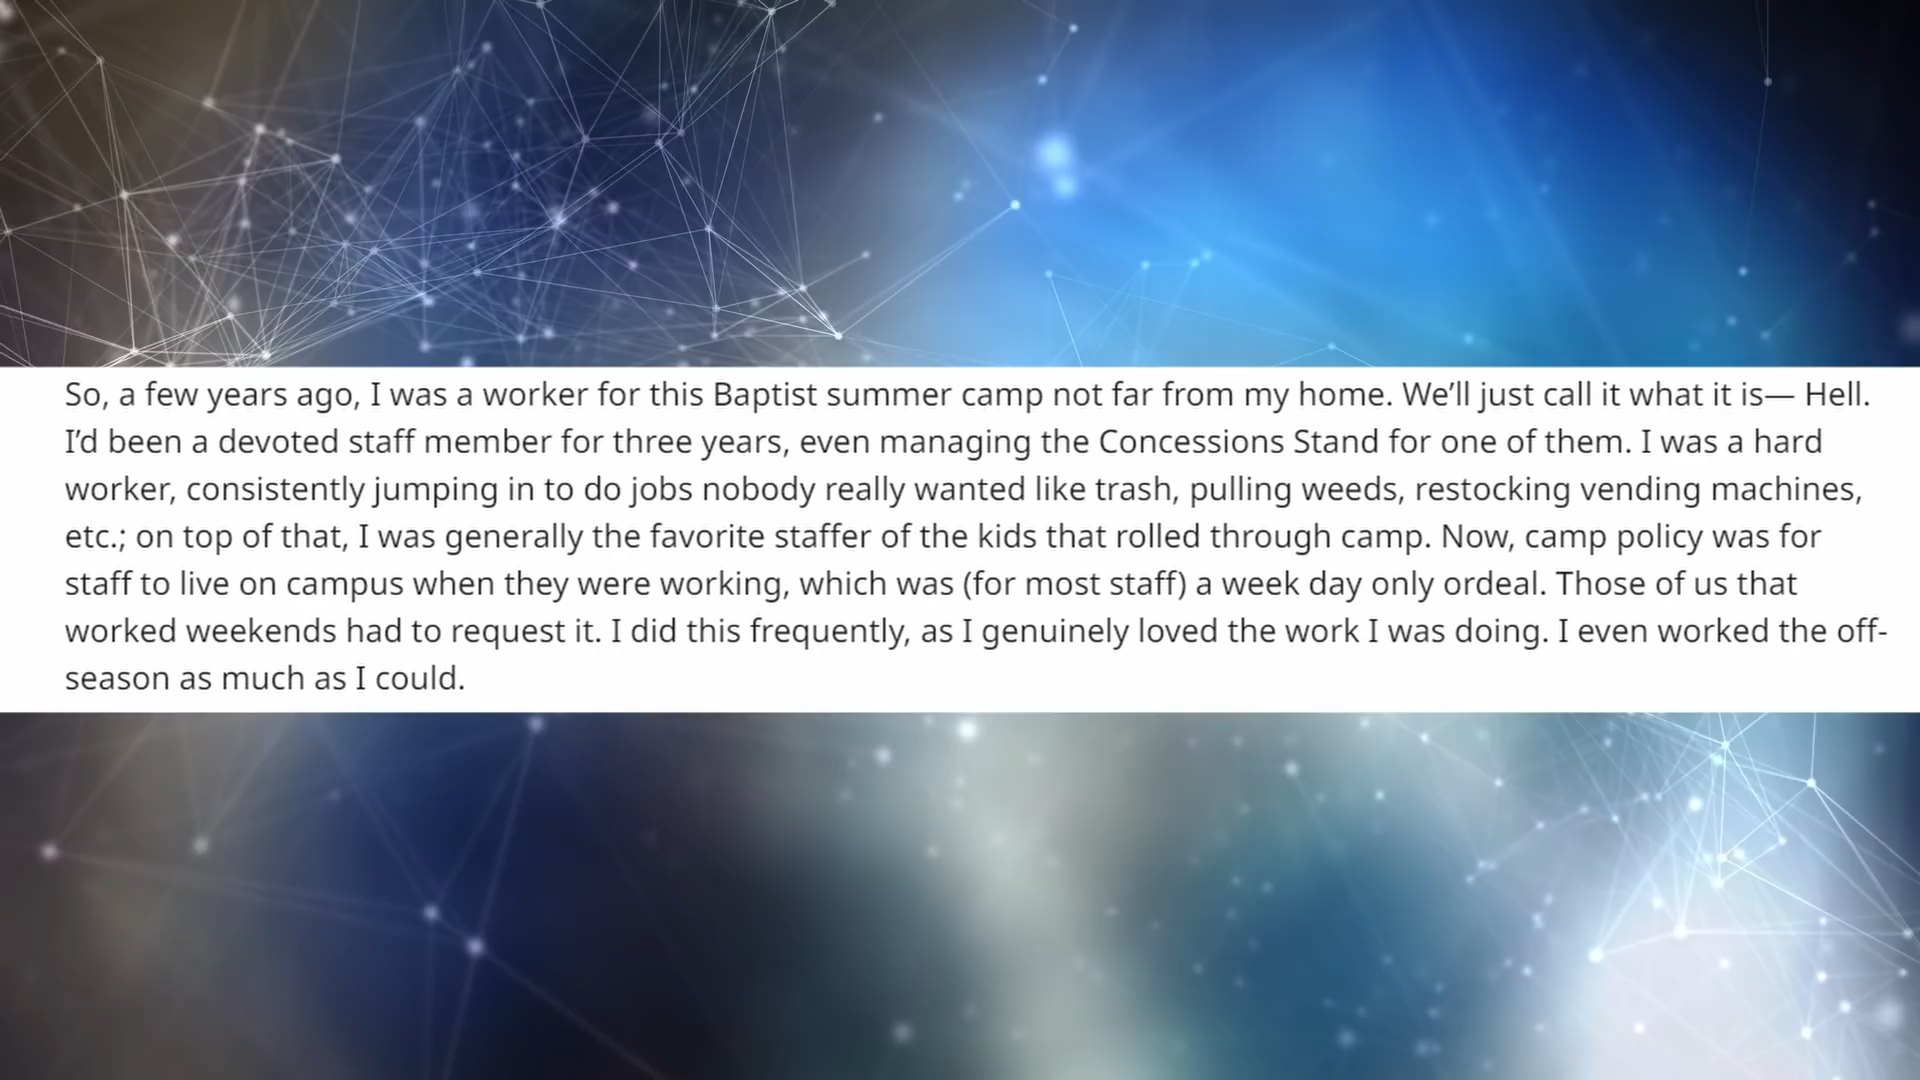 So, a few years ago, I was a worker for this Baptist summer camp not far from my home. We’ll just call it what it is— Hell.
I’d been a devoted staff member for three years, even managing the Concessions Stand for one of them. I was a hard
worker, consistently jumping in to do jobs nobody really wanted like trash, pulling weeds, restocking vending machines,
etc.; on top of that, I was generally the favorite staffer of the kids that rolled through camp. Now, camp policy was for
staff to live on campus when they were working, which was (for most staff) a week day only ordeal. Those of us that
worked weekends had to request it. I did this frequently, as I genuinely loved the work I was doing. I even worked the off-
season as much as I could.